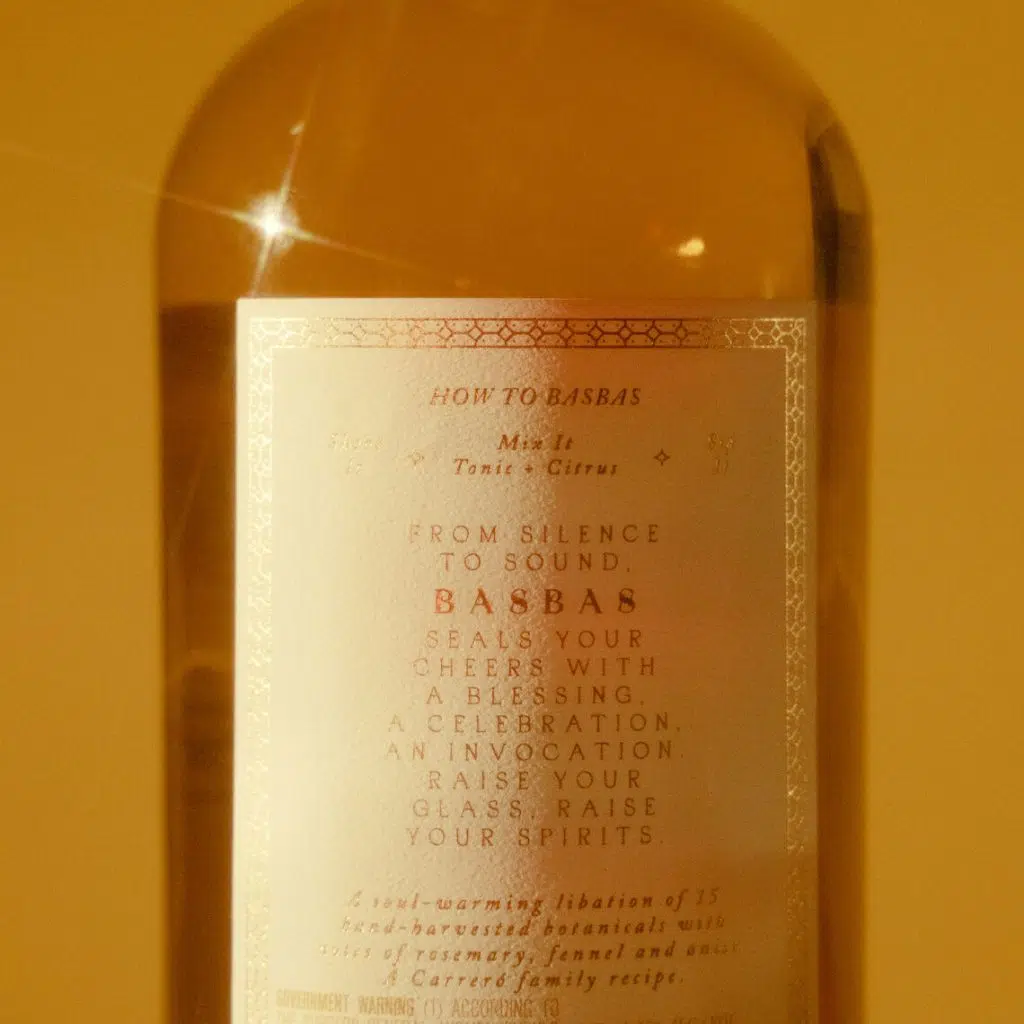 HOW TO BASBAS
Mix It
Tonic + Citrus
Sip
It
FROM SILENCE
TO SOUND,
BASBAS
SEALS YOUR
CHEERS WITH
A BLESSING,
A CELEBRATION,
AN INVOCATION.
RAISE YOUR
GLASS, RAISE
YOUR SPIRITS.
A soul-warming libation of 15
hand-harvested botanicals with
notes of rosemary, fennel and anise
A Carreró family recipe.
GOVERNMENT WARNING (1) ACCORDING TO